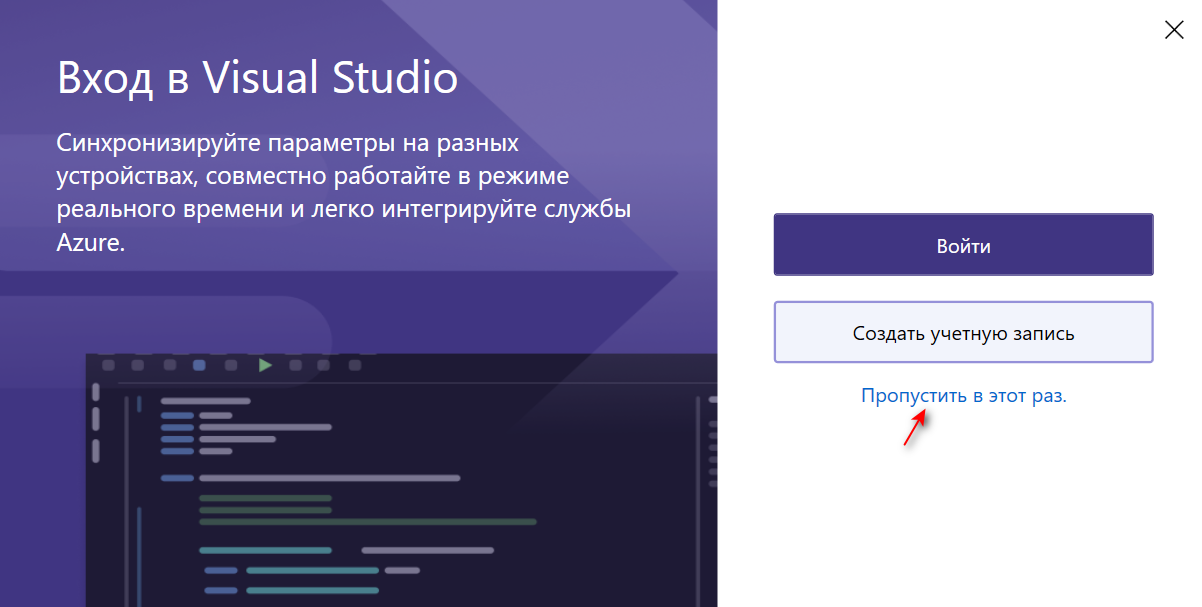 Вход в Visual Studio
Синхронизируйте параметры на разных
устройствах, совместно работайте в режиме
реального времени и легко интегрируйте службы
Azure.
Войти
Создать учетную запись
Пропустить в этот раз.